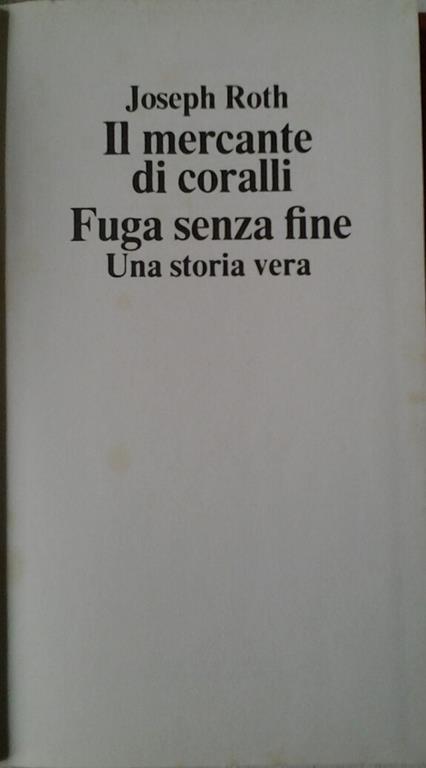 Joseph Roth
Il mercante
di coralli
Fuga senza fine
Una storia vera